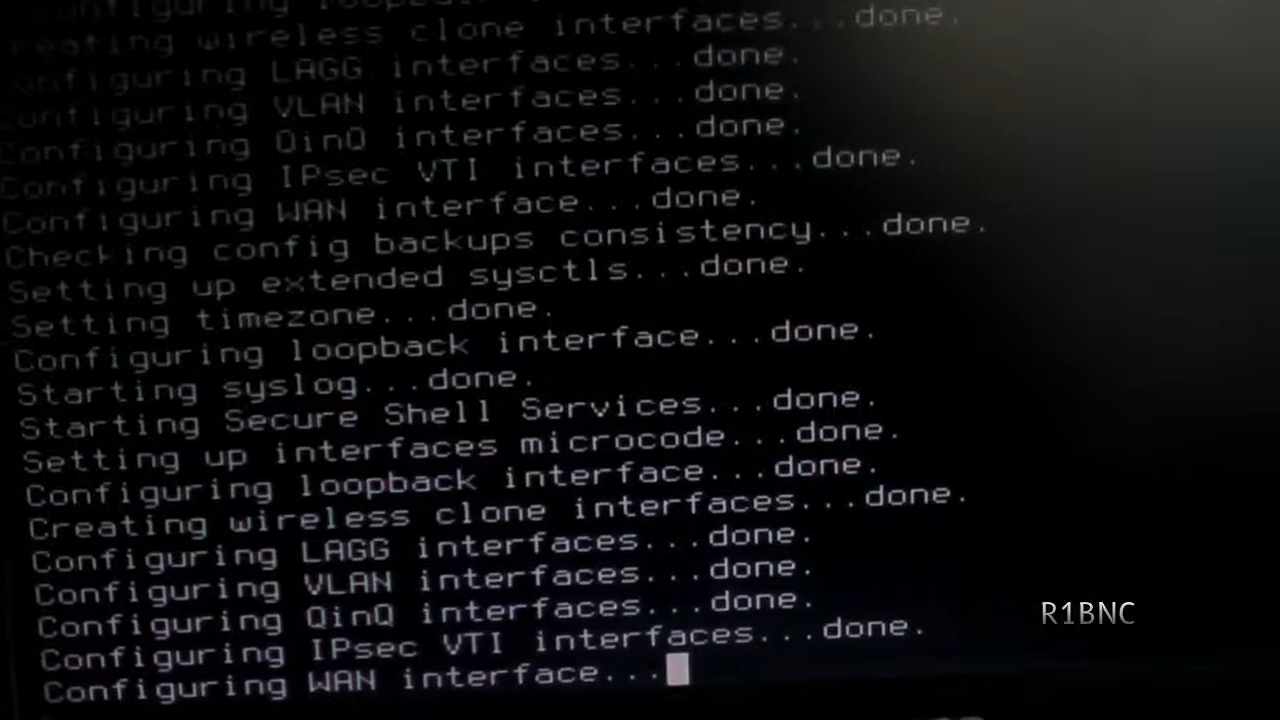 Configuring loopback
Creating wireless clone interfaces...done.
Configuring LAGG interfaces...done.
Configuring VLAN interfaces...done.
Configuring QinQ interfaces...done.
Configuring IPsec VTI interfaces...done.
Configuring WAN interface...done.
Checking config backups consistency...done.
Setting up extended sysctls...done.
Setting timezone...done.
Configuring loopback interface...done.
Starting syslog...done.
Starting Secure Shell Services...done.
Setting up interfaces microcode...done.
Configuring loopback interface...done.
Creating wireless clone interfaces...done.
Configuring LAGG interfaces...done.
Configuring VLAN interfaces...done.
Configuring QinQ interfaces...done.
Configuring IPsec VTI interfaces...done.
Configuring WAN interface...
R1BNC